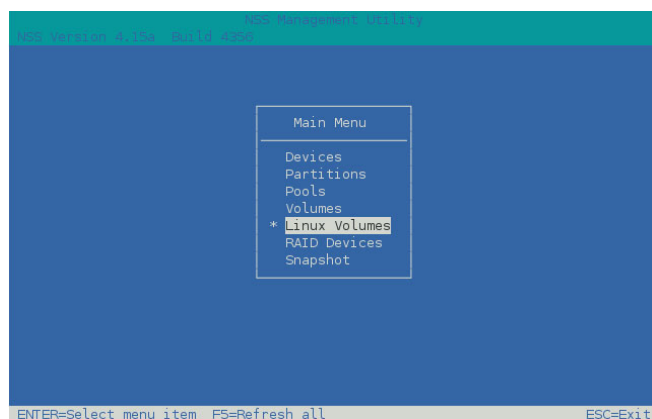 NSS Management Utility
NSS Version 4.15a Build 4350
Main Menu
Devices
Partitions
Pools
Volumes
* Linux Volumes
RAID Devices
Snapshot
ENTER=Select menu item F5=Refresh all ESC=Exit